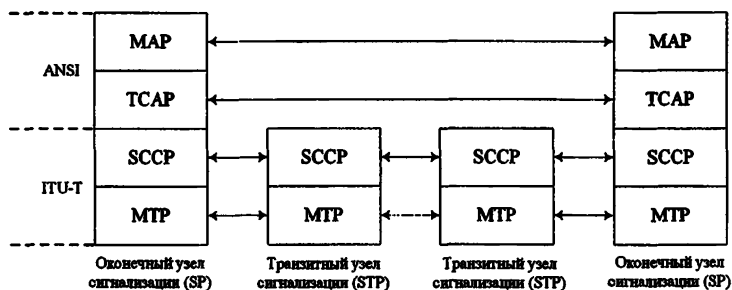 MAP
MAP
ANSI
TCAP
TCAP
SCCP
SCCP
SCCP
SCCP
ITU-T
MTP
MTP
MTP
MTP
Оконечный узел
сигнализации (SP)
Транзитный узел
сигнализации (STP)
Транзитный узел
сигнализации (STP)
Оконечный узел
сигнализации (SP)